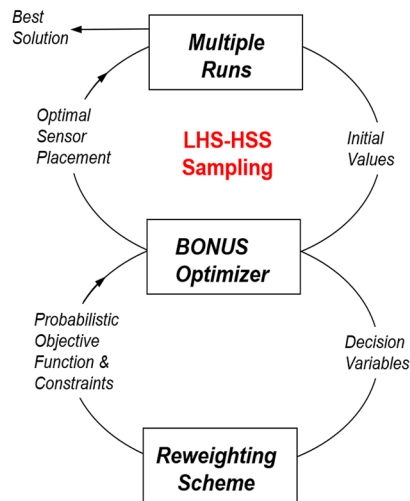 Best
Solution
Multiple
Runs
Optimal
Sensor
Placement
LHS-HSS
Sampling
Initial
Values
BONUS
Optimizer
Probabilistic
Objective
Function &
Constraints
Decision
Variables
Reweighting
Scheme